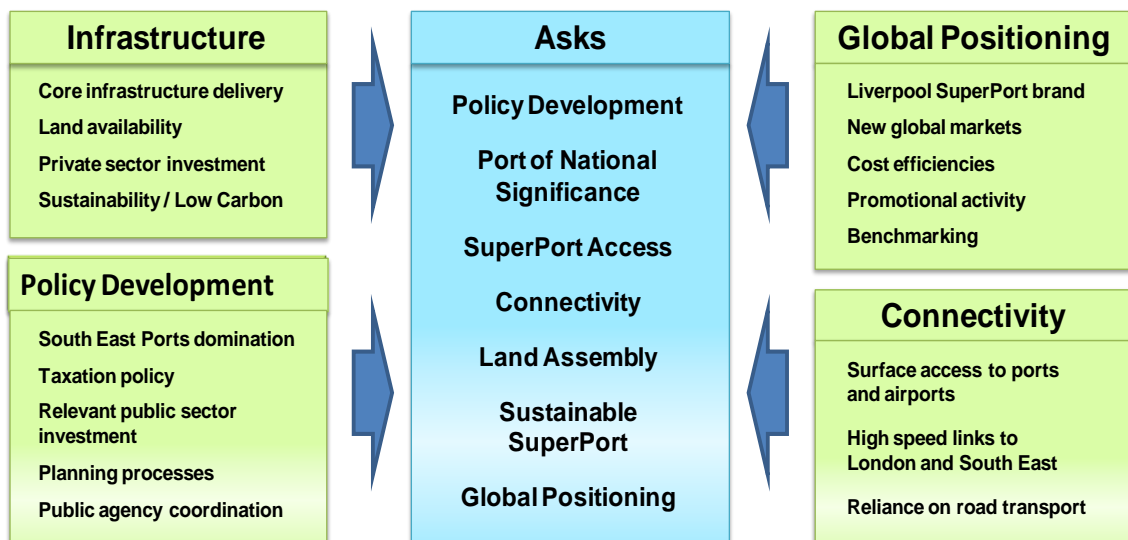 Infrastructure
Core infrastructure delivery
Land availability
Private sector investment
Sustainability / Low Carbon
Policy Development
South East Ports domination
Taxation policy
Relevant public sector
investment
Planning processes
Public agency coordination
Asks
Policy Development
Port of National
Significance
SuperPort Access
Connectivity
Land Assembly
Sustainable
SuperPort
Global Positioning
Global Positioning
Liverpool SuperPort brand
New global markets
Cost efficiencies
Promotional activity
Benchmarking
Connectivity
Surface access to ports
and airports
High speed links to
London and South East
Reliance on road transport